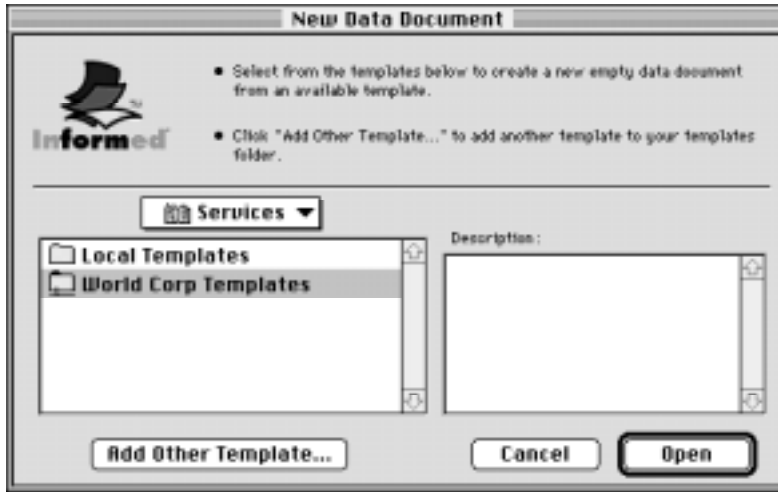 New Data Document
• Select from the templates below to create a new empty data document
from an available template.
• Click "Add Other Template..." to add another template to your templates
folder.
Informed™
Services
Description:
Local Templates
World Corp Templates
Add Other Template...
Cancel
Open